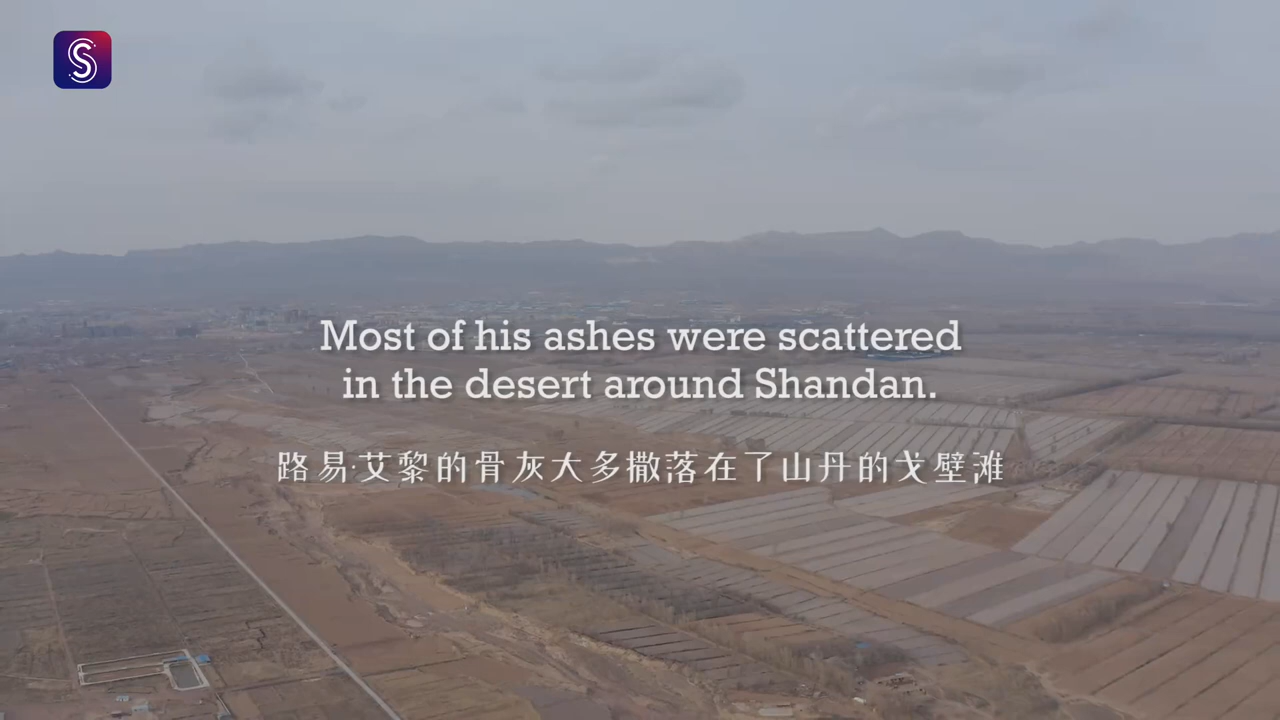 Most of his ashes were scattered
in the desert around Shandan.
路易·艾黎的骨灰大多撒落在了山丹的戈壁滩